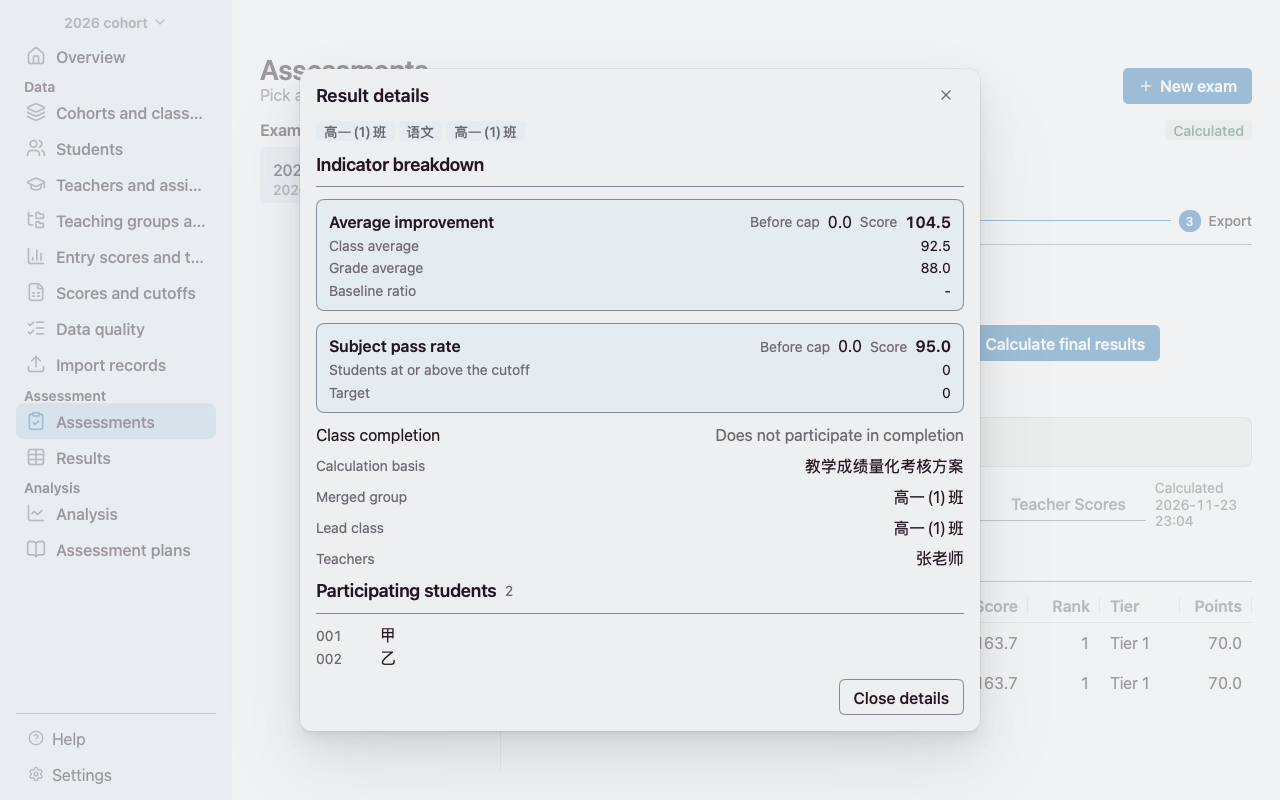 2026 cohort
Overview
Data
Cohorts and class...
Students
Teachers and assi...
Teaching groups a...
Entry scores and t...
Scores and cutoffs
Data quality
Import records
Assessment
Assessments
Results
Analysis
Analysis
Assessment plans
Help
Settings
Assessments
Pick
New exam
Exam
Calculated
202
202
3 Export
Calculate final results
Teacher Scores
Calculated
2026-11-23
23:04
Score Rank Tier Points
163.7 1 Tier 1 70.0
163.7 1 Tier 1 70.0
Result details
高一 (1) 班 语文 高一 (1) 班
Indicator breakdown
Average improvement Before cap 0.0 Score 104.5
Class average 92.5
Grade average 88.0
Baseline ratio -
Subject pass rate Before cap 0.0 Score 95.0
Students at or above the cutoff 0
Target 0
Class completion Does not participate in completion
Calculation basis 教学成绩量化考核方案
Merged group 高一 (1) 班
Lead class 高一 (1) 班
Teachers 张老师
Participating students 2
001 甲
002 乙
Close details